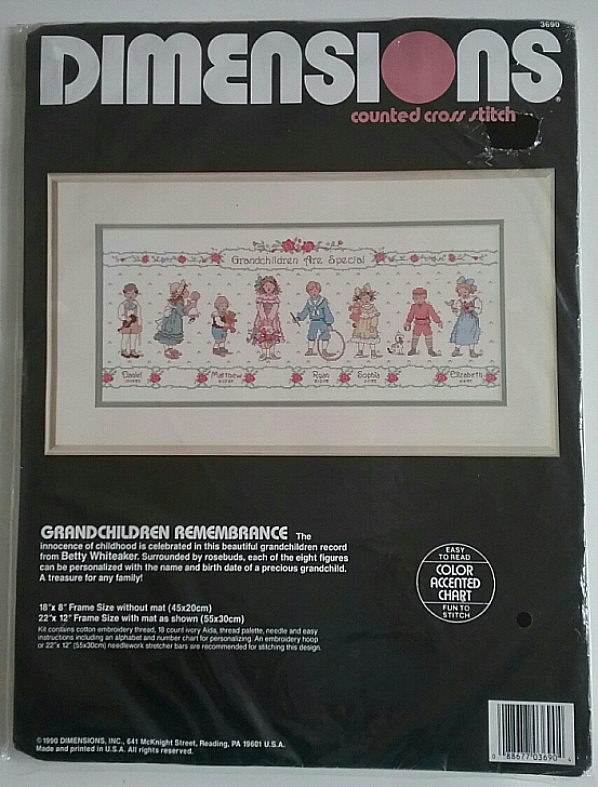 3690
DIMENSIONS®
counted cross stitch
Grandchildren Are Special
Daniel
Matthew
Ryan
Sophia
Elizabeth
GRANDCHILDREN REMEMBRANCE The
innocence of childhood is celebrated in this beautiful grandchildren record
from Betty Whiteaker. Surrounded by rosebuds, each of the eight figures
can be personalized with the name and birth date of a precious grandchild.
A treasure for any family!
18"x 8" Frame Size without mat (45x20cm)
22"x 12" Frame Size with mat as shown (55x30cm)
Kit contains cotton embroidery thread, 18 count ivory Aida, thread palette, needle and easy
instructions including an alphabet and number chart for personalizing. An embroidery hoop
or 22"x 12" (55x30cm) needlework stretcher bars are recommended for stitching this design.
EASY
TO READ
COLOR
ACCENTED
CHART
FUN TO
STITCH
© 1990 DIMENSIONS, INC., 641 McKnight Street, Reading, PA 19601 U.S.A.
Made and printed in U.S.A. All rights reserved.
0 88677 03690 4